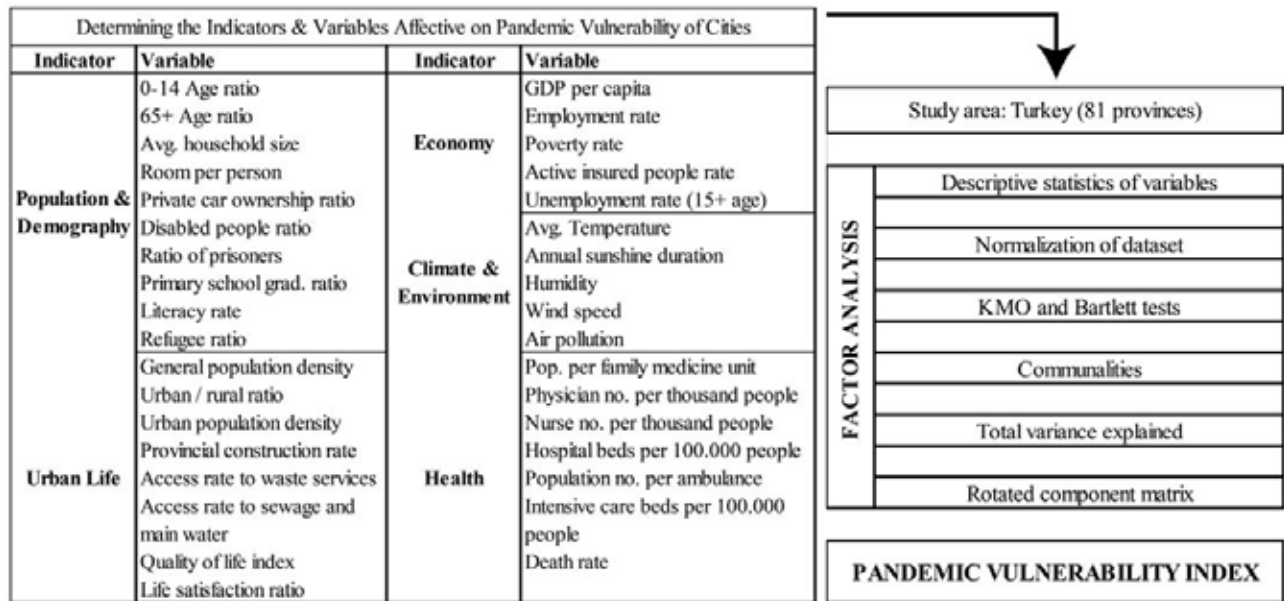 Determining the Indicators & Variables Affective on Pandemic Vulnerability of Cities
Indicator
Variable
Population & Demography
0-14 Age ratio
65+ Age ratio
Avg. household size
Room per person
Private car ownership ratio
Disabled people ratio
Ratio of prisoners
Primary school grad. ratio
Literacy rate
Refugee ratio
Urban Life
General population density
Urban / rural ratio
Urban population density
Provincial construction rate
Access rate to waste services
Access rate to sewage and
main water
Quality of life index
Life satisfaction ratio
Indicator
Variable
Economy
GDP per capita
Employment rate
Poverty rate
Active insured people rate
Unemployment rate (15+ age)
Climate &
Environment
Avg. Temperature
Annual sunshine duration
Humidity
Wind speed
Air pollution
Health
Pop. per family medicine unit
Physician no. per thousand people
Nurse no. per thousand people
Hospital beds per 100.000 people
Population no. per ambulance
Intensive care beds per 100.000
people
Death rate
Study area: Turkey (81 provinces)
FACTOR ANALYSIS
Descriptive statistics of variables
Normalization of dataset
KMO and Bartlett tests
Communalities
Total variance explained
Rotated component matrix
PANDEMIC VULNERABILITY INDEX